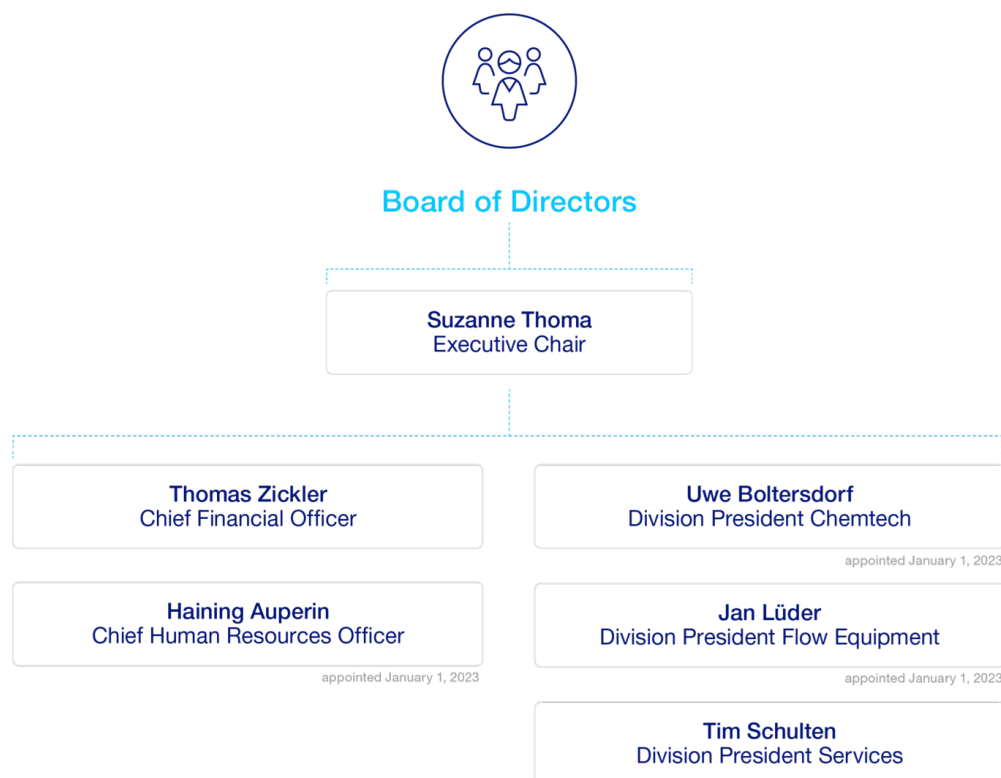 Board of Directors
Suzanne Thoma
Executive Chair
Thomas Zickler
Chief Financial Officer
Uwe Boltersdorf
Division President Chemtech
appointed January 1, 2023
Haining Auperin
Chief Human Resources Officer
appointed January 1, 2023
Jan Lüder
Division President Flow Equipment
appointed January 1, 2023
Tim Schulten
Division President Services